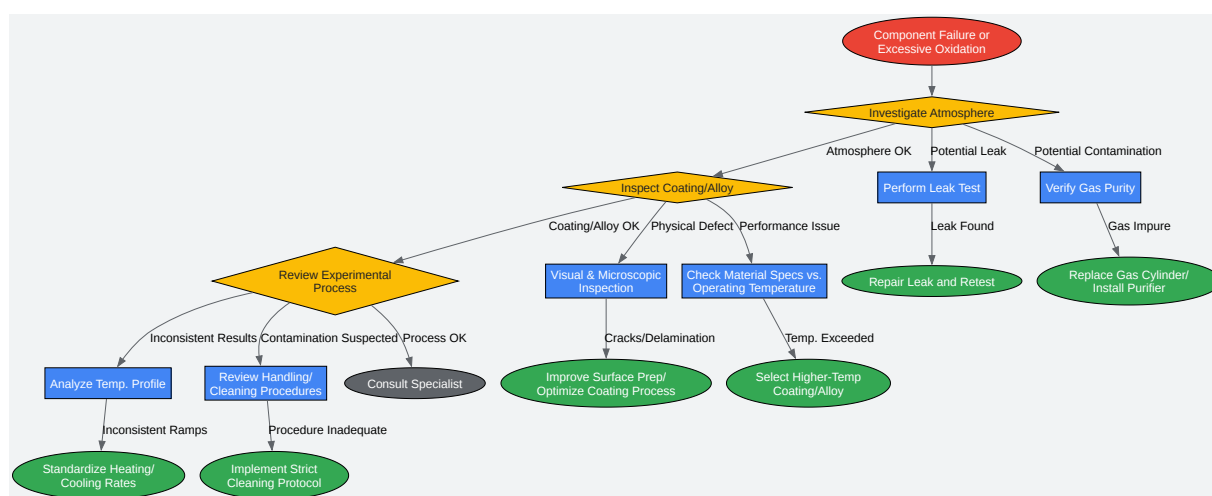 Component Failure or
Excessive Oxidation
Investigate Atmosphere
Atmosphere OK
Potential Leak
Potential Contamination
Inspect Coating/Alloy
Perform Leak Test
Verify Gas Purity
Coating/Alloy OK
Physical Defect
Performance Issue
Leak Found
Gas Impure
Review Experimental
Process
Visual & Microscopic
Inspection
Check Material Specs vs.
Operating Temperature
Repair Leak and Retest
Replace Gas Cylinder/
Install Purifier
Inconsistent Results
Contamination Suspected
Process OK
Cracks/Delamination
Temp. Exceeded
Analyze Temp. Profile
Review Handling/
Cleaning Procedures
Consult Specialist
Improve Surface Prep/
Optimize Coating Process
Select Higher-Temp
Coating/Alloy
Inconsistent Ramps
Procedure Inadequate
Standardize Heating/
Cooling Rates
Implement Strict
Cleaning Protocol